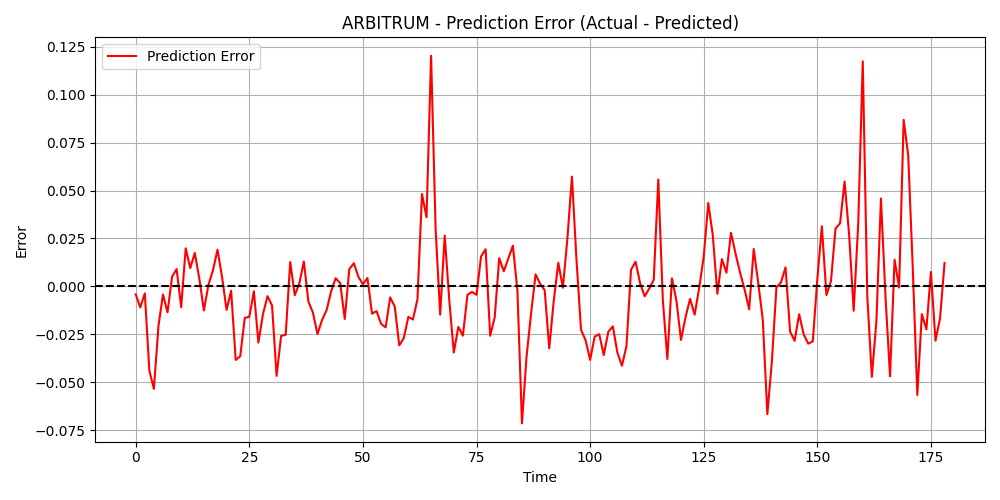 ARBITRUM - Prediction Error (Actual - Predicted)
Prediction Error
0.125
0.100
0.075
0.050
0.025
0.000
−0.025
−0.050
−0.075
Error
0 25 50 75 100 125 150 175
Time